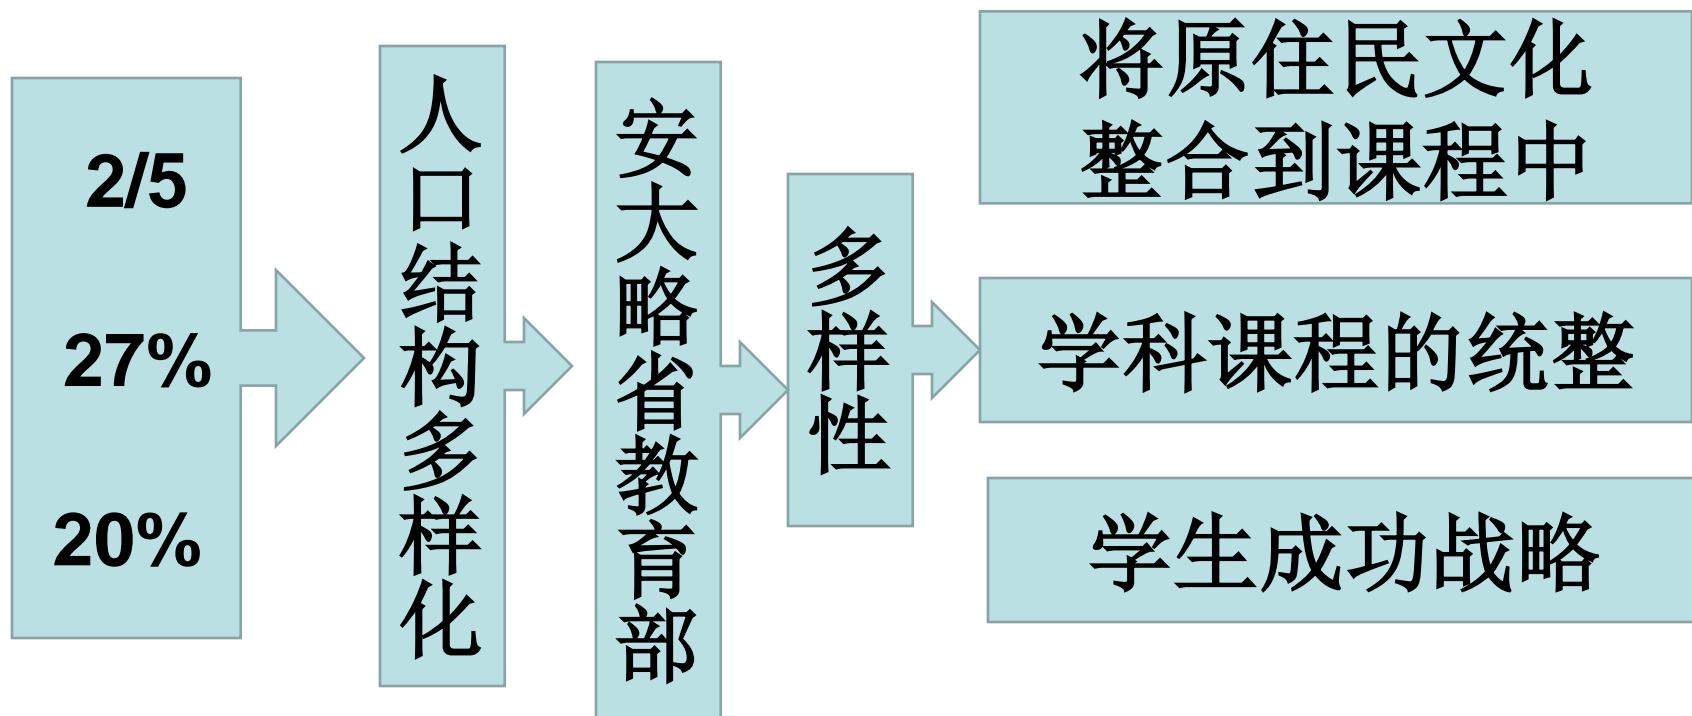 2/5
27%
20%
人口结构多样化
安大略省教育部
多样性
将原住民文化
整合到课程中
学科课程的统整
学生成功战略